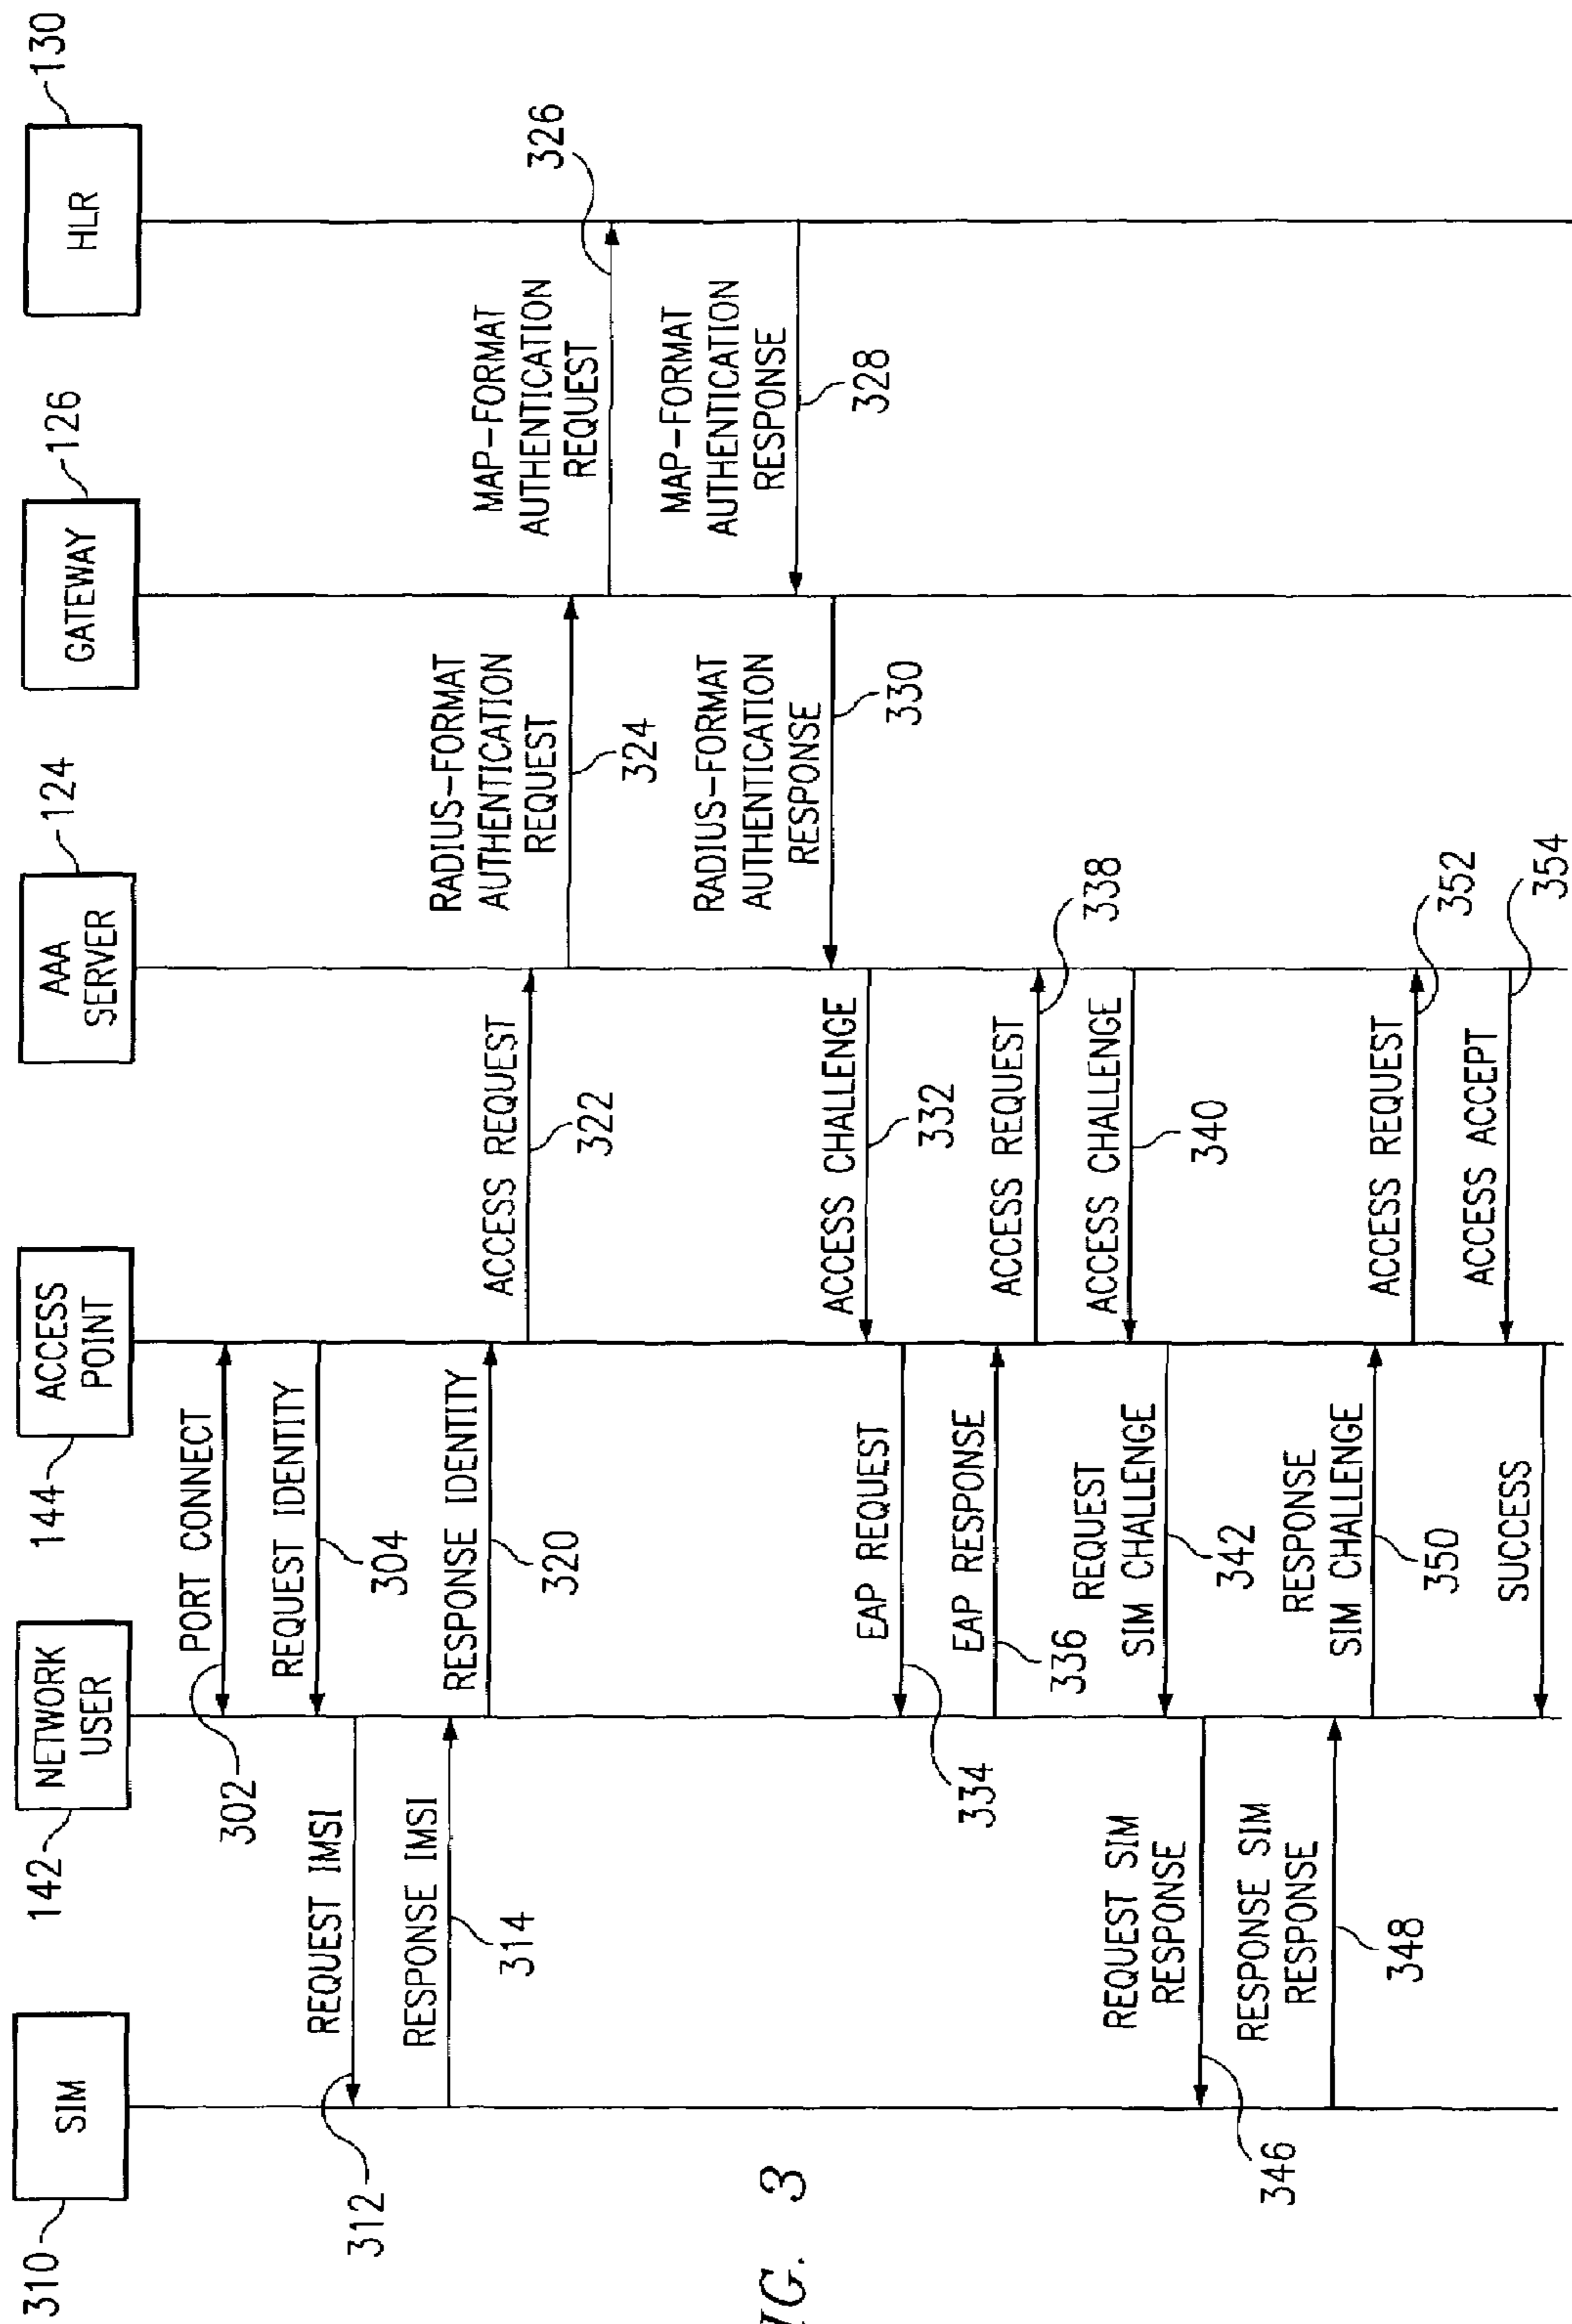 310
SIM
142
NETWORK
USER
144
ACCESS
POINT
AAA
SERVER
124
GATEWAY
126
HLR
130
PORT CONNECT
302
REQUEST IDENTITY
304
REQUEST IMSI
312
RESPONSE IMSI
314
RESPONSE IDENTITY
320
ACCESS REQUEST
322
RADIUS-FORMAT
AUTHENTICATION
REQUEST
324
MAP-FORMAT
AUTHENTICATION
REQUEST
326
MAP-FORMAT
AUTHENTICATION
RESPONSE
328
RADIUS-FORMAT
AUTHENTICATION
RESPONSE
330
ACCESS CHALLENGE
332
EAP REQUEST
334
EAP RESPONSE
336
ACCESS REQUEST
338
ACCESS CHALLENGE
340
REQUEST
SIM CHALLENGE
342
REQUEST SIM
RESPONSE
346
RESPONSE SIM
RESPONSE
348
RESPONSE
SIM CHALLENGE
350
ACCESS REQUEST
352
ACCESS ACCEPT
354
SUCCESS
3